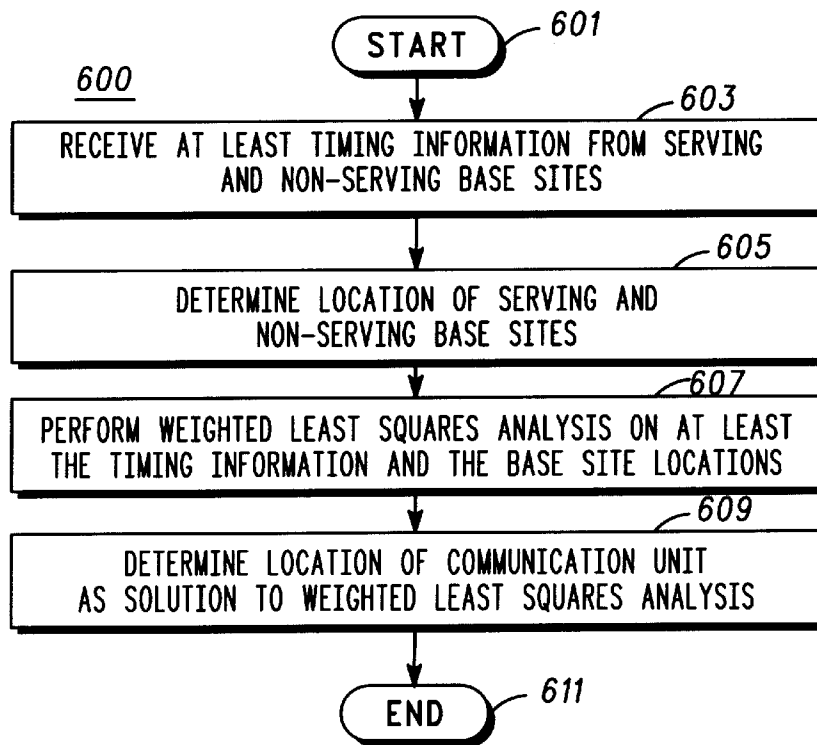 START
601
600
603
RECEIVE AT LEAST TIMING INFORMATION FROM SERVING
AND NON-SERVING BASE SITES
605
DETERMINE LOCATION OF SERVING AND
NON-SERVING BASE SITES
607
PERFORM WEIGHTED LEAST SQUARES ANALYSIS ON AT LEAST
THE TIMING INFORMATION AND THE BASE SITE LOCATIONS
609
DETERMINE LOCATION OF COMMUNICATION UNIT
AS SOLUTION TO WEIGHTED LEAST SQUARES ANALYSIS
END
611